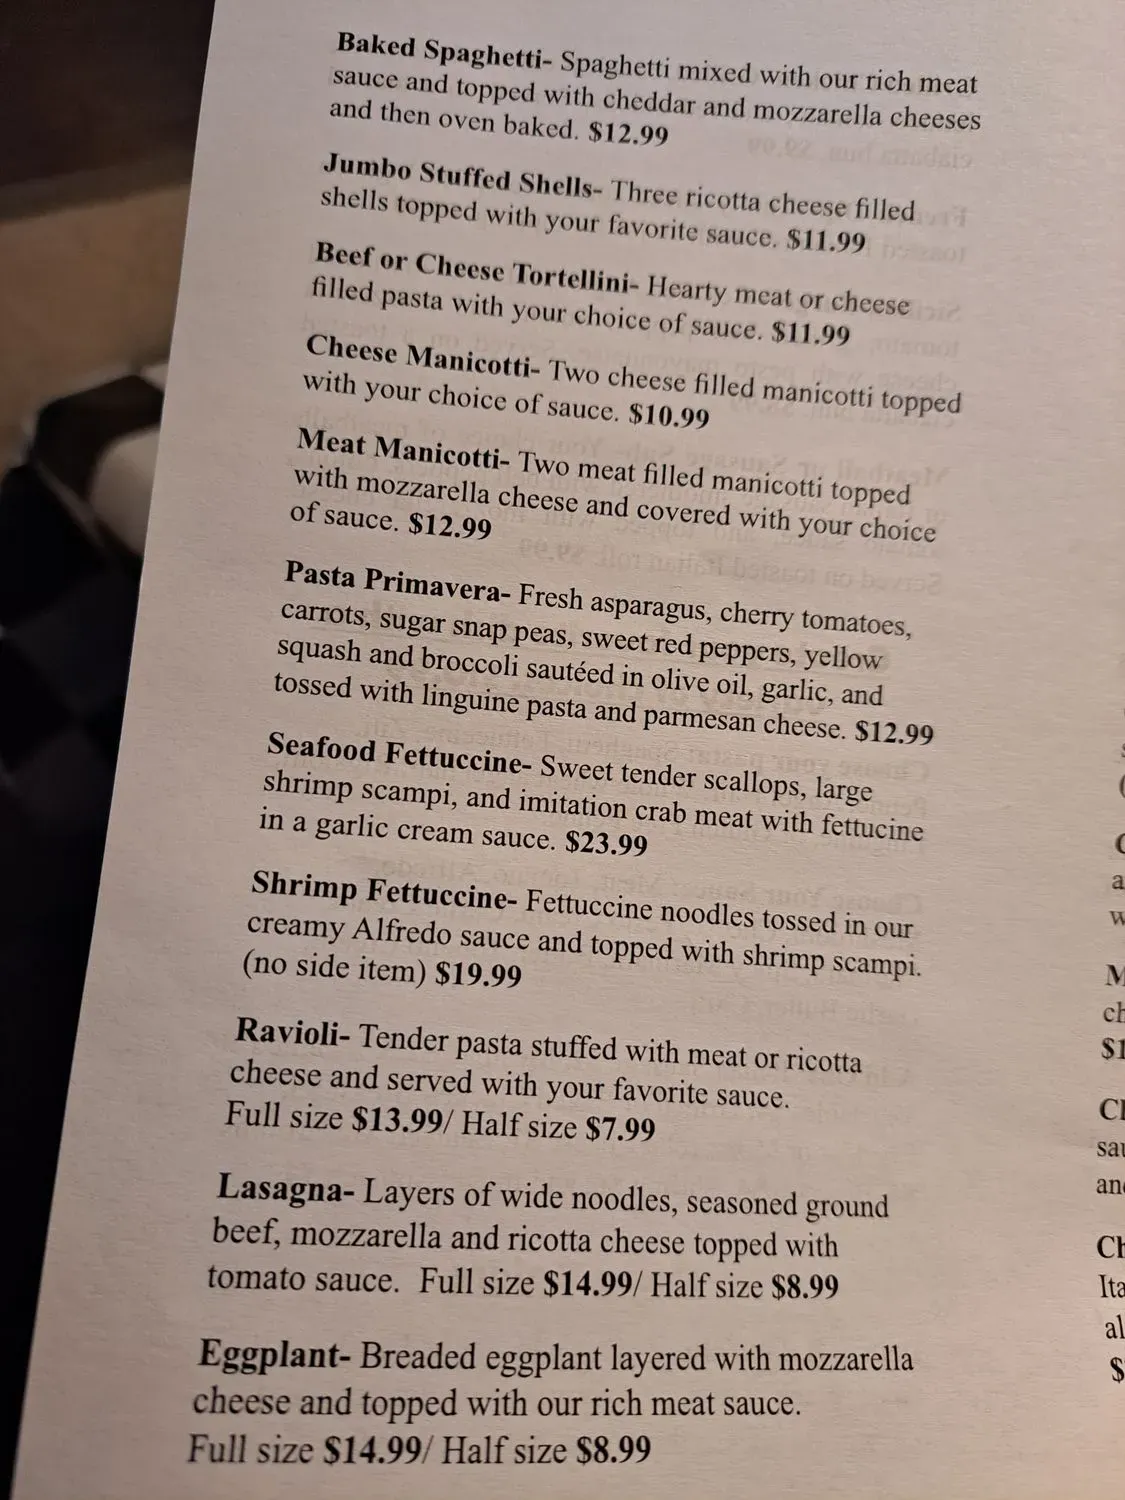 Baked Spaghetti- Spaghetti mixed with our rich meat
sauce and topped with cheddar and mozzarella cheeses
and then oven baked. $12.99
Jumbo Stuffed Shells- Three ricotta cheese filled
shells topped with your favorite sauce. $11.99
Beef or Cheese Tortellini- Hearty meat or cheese
filled pasta with your choice of sauce. $11.99
Cheese Manicotti- Two cheese filled manicotti topped
with your choice of sauce. $10.99
Meat Manicotti- Two meat filled manicotti topped
with mozzarella cheese and covered with your choice
of sauce. $12.99
Pasta Primavera- Fresh asparagus, cherry tomatoes,
carrots, sugar snap peas, sweet red peppers, yellow
squash and broccoli sautéed in olive oil, garlic, and
tossed with linguine pasta and parmesan cheese. $12.99
Seafood Fettuccine- Sweet tender scallops, large
shrimp scampi, and imitation crab meat with fettucine
in a garlic cream sauce. $23.99
Shrimp Fettuccine- Fettuccine noodles tossed in our
creamy Alfredo sauce and topped with shrimp scampi.
(no side item) $19.99
Ravioli- Tender pasta stuffed with meat or ricotta
cheese and served with your favorite sauce.
Full size $13.99/ Half size $7.99
Lasagna- Layers of wide noodles, seasoned ground
beef, mozzarella and ricotta cheese topped with
tomato sauce. Full size $14.99/ Half size $8.99
Eggplant- Breaded eggplant layered with mozzarella
cheese and topped with our rich meat sauce.
Full size $14.99/ Half size $8.99